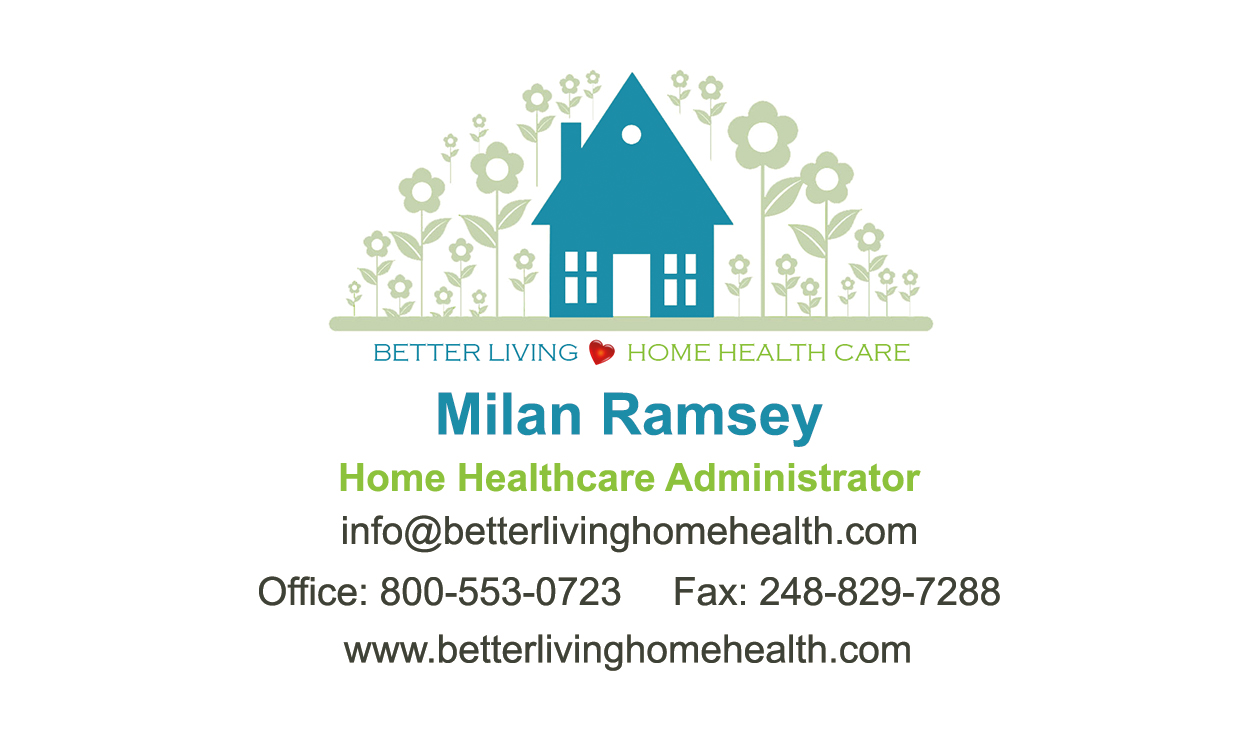 BETTER LIVING HOME HEALTH CARE
Milan Ramsey
Home Healthcare Administrator
info@betterlivinghomehealth.com
Office: 800-553-0723 Fax: 248-829-7288
www.betterlivinghomehealth.com